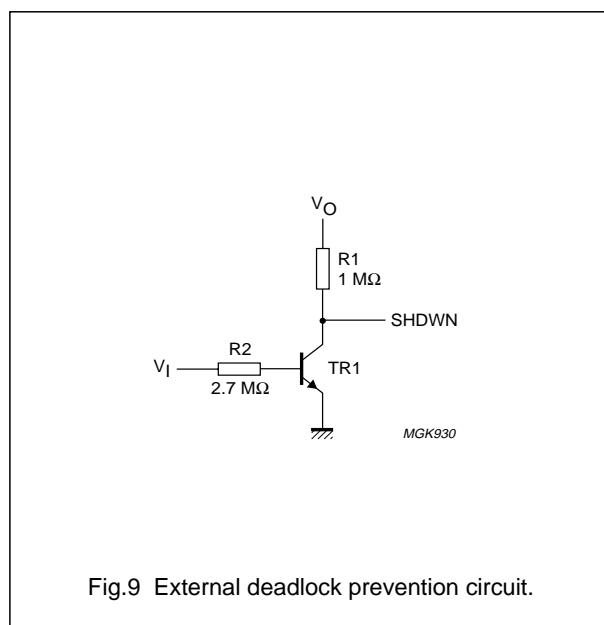 VO
R1
1 MΩ
SHDWN
R2
VI
TR1
2.7 MΩ
MGK930
Fig.9 External deadlock prevention circuit.